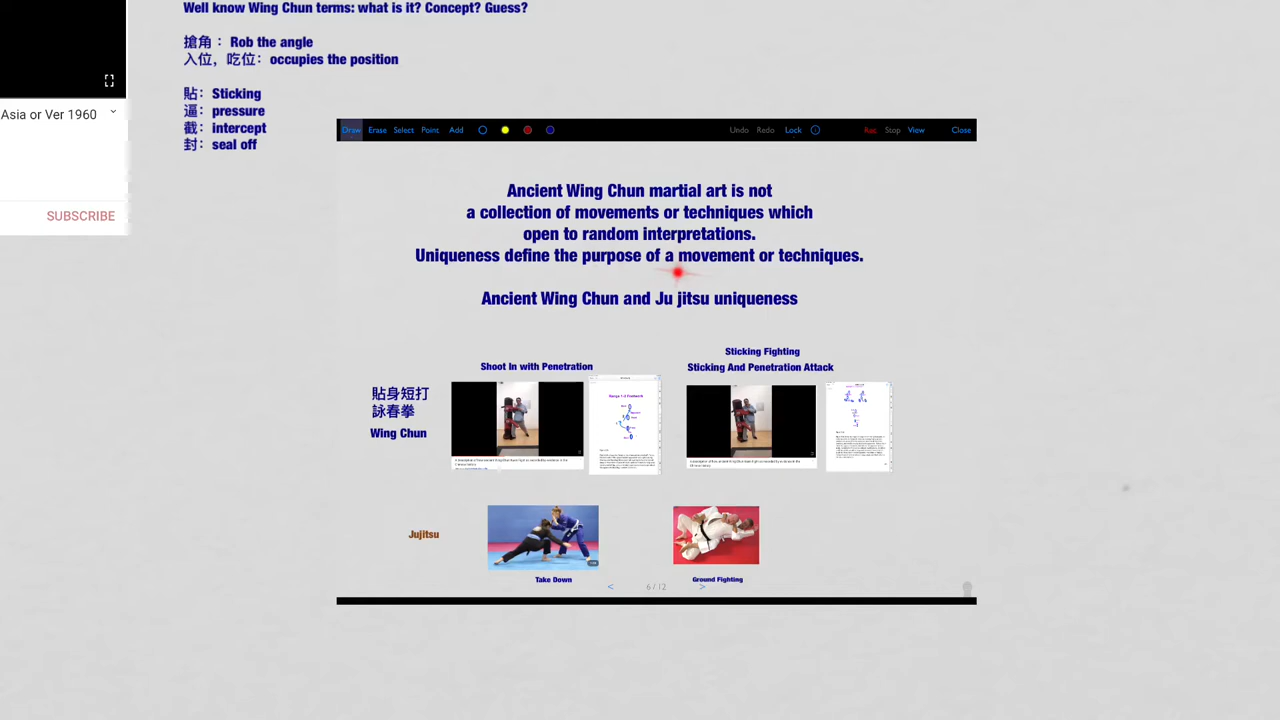 Well know Wing Chun terms: what is it? Concept? Guess?
搶角： Rob the angle
入位，吃位： occupies the position
貼： Sticking
逼： pressure
截： intercept
封： seal off
Asia or Ver 1960
SUBSCRIBE
Draw Erase Select Point Add Undo Redo Lock Rec Stop View Close
Ancient Wing Chun martial art is not
a collection of movements or techniques which
open to random interpretations.
Uniqueness define the purpose of a movement or techniques.
Ancient Wing Chun and Ju jitsu uniqueness
Shoot In with Penetration
Sticking Fighting
Sticking And Penetration Attack
貼身短打
詠春拳
Wing Chun
Range 1-2 Footwork
Jujitsu
Take Down
Ground Fighting
< 6 / 12 >